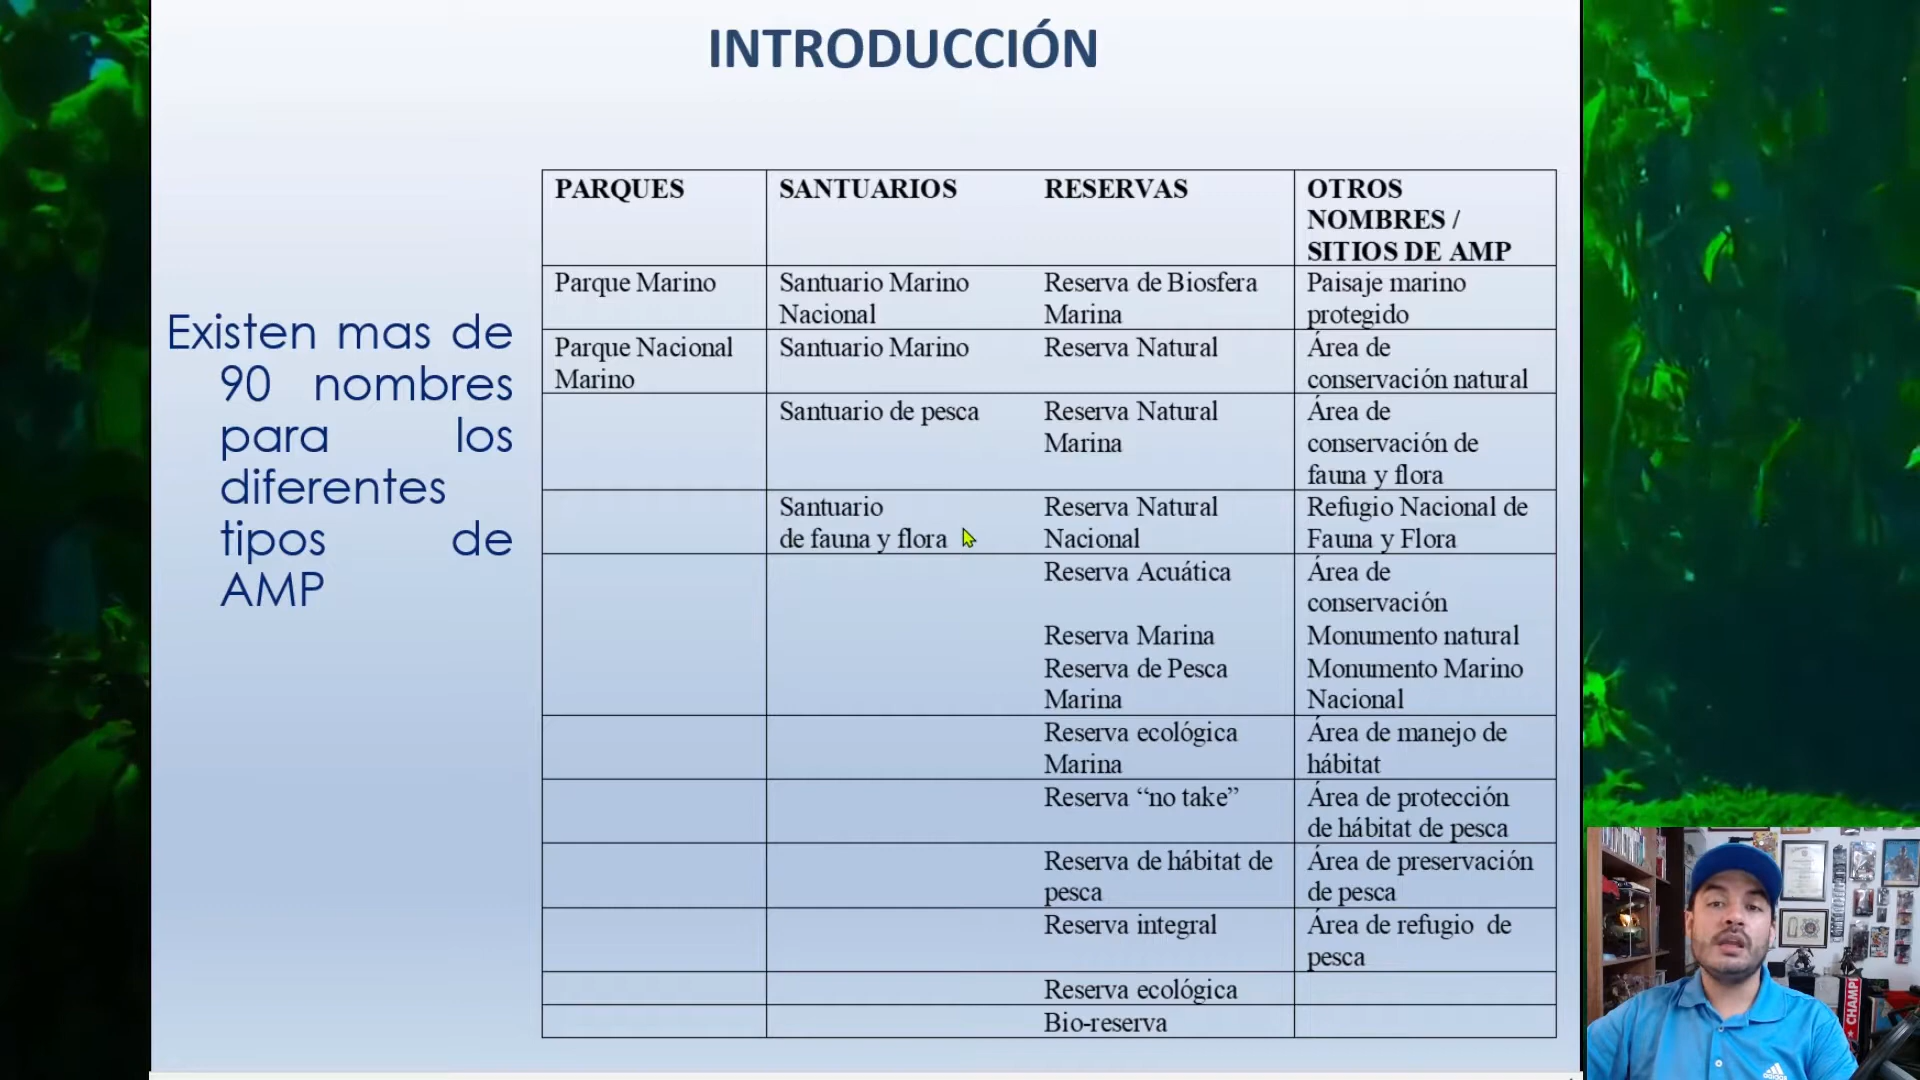 INTRODUCCIÓN
Existen mas de
90 nombres
para los
diferentes
tipos de
AMP
PARQUES
SANTUARIOS
RESERVAS
OTROS
NOMBRES /
SITIOS DE AMP
Parque Marino
Santuario Marino
Nacional
Reserva de Biosfera
Marina
Paisaje marino
protegido
Parque Nacional
Marino
Santuario Marino
Reserva Natural
Área de
conservación natural
Santuario de pesca
Reserva Natural
Marina
Área de
conservación de
fauna y flora
Santuario
de fauna y flora
Reserva Natural
Nacional
Refugio Nacional de
Fauna y Flora
Reserva Acuática
Área de
conservación
Reserva Marina
Monumento natural
Reserva de Pesca
Marina
Monumento Marino
Nacional
Reserva ecológica
Marina
Área de manejo de
hábitat
Reserva “no take”
Área de protección
de hábitat de pesca
Reserva de hábitat de
pesca
Área de preservación
de pesca
Reserva integral
Área de refugio de
pesca
Reserva ecológica
Bio-reserva
CHAMPI
adidas